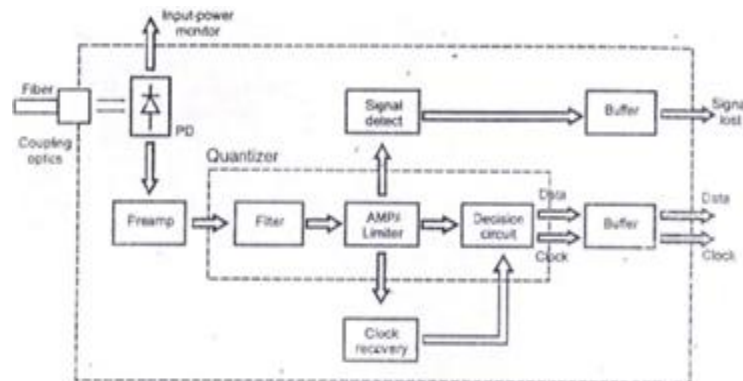 Input-power
monitor
Fiber
Coupling
optics
PD
Signal
detect
Buffer
Signal
lost
Quantizer
Preamp
Filter
AMP/
Limiter
Decision
circuit
Data
Clock
Buffer
Data
Clock
Clock
recovery